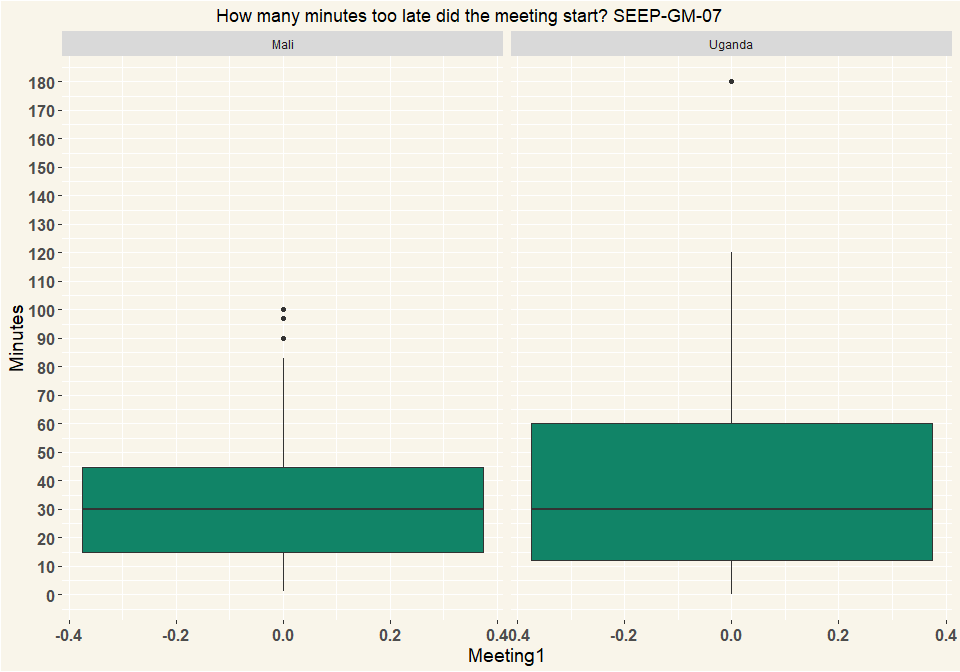 How many minutes too late did the meeting start? SEEP-GM-07
Mali
Uganda
Minutes
180
170
160
150
140
130
120
110
100
90
80
70
60
50
40
30
20
10
0
-0.4 -0.2 0.0 0.2 0.4
-0.4 -0.2 0.0 0.2 0.4
Meeting1